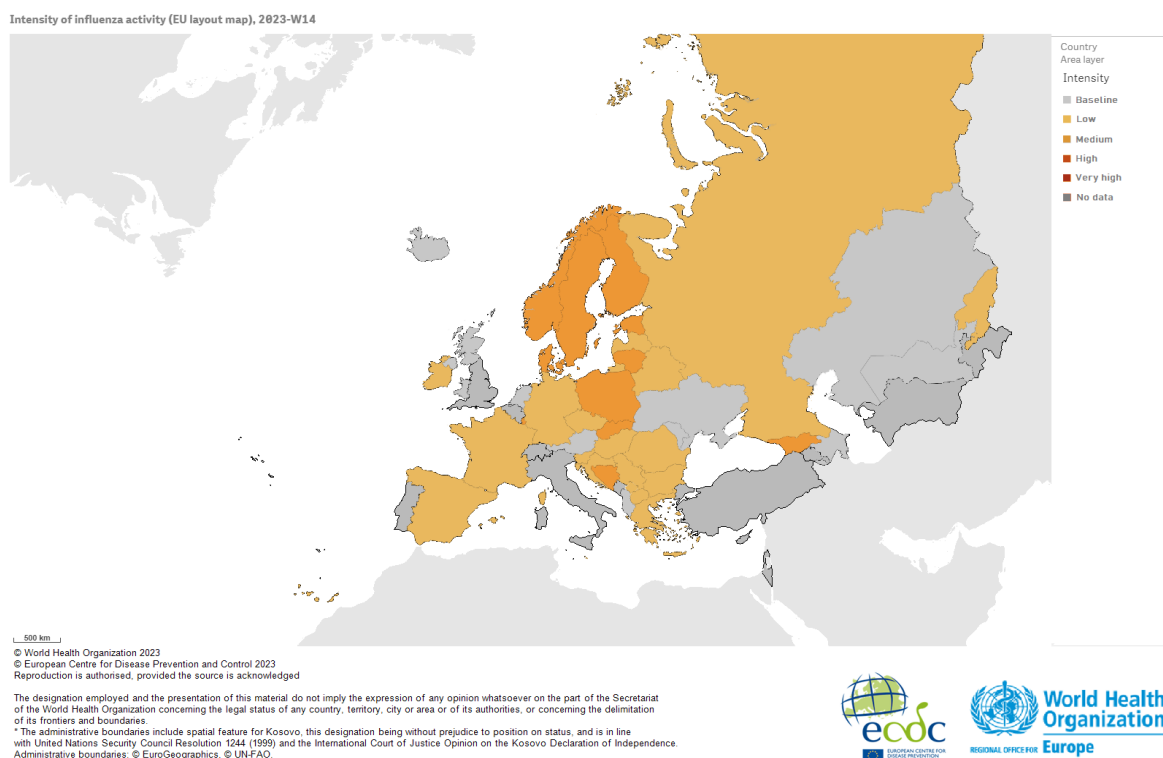 Intensity of influenza activity (EU layout map), 2023-W14
Country
Area layer
Intensity
Baseline
Low
Medium
High
Very high
No data
500 km
© World Health Organization 2023
© European Centre for Disease Prevention and Control 2023
Reproduction is authorised, provided the source is acknowledged
The designation employed and the presentation of this material do not imply the expression of any opinion whatsoever on the part of the Secretariat
of the World Health Organization concerning the legal status of any country, territory, city or area or of its authorities, or concerning the delimitation
of its frontiers and boundaries.
* The administrative boundaries include spatial feature for Kosovo, this designation being without prejudice to position on status, and is in line
with United Nations Security Council Resolution 1244 (1999) and the International Court of Justice Opinion on the Kosovo Declaration of Independence.
Administrative boundaries: © EuroGeographics. © UN-FAO.
ecdc
EUROPEAN CENTRE FOR
DISEASE PREVENTION
AND CONTROL
World Health
Organization
REGIONAL OFFICE FOR Europe